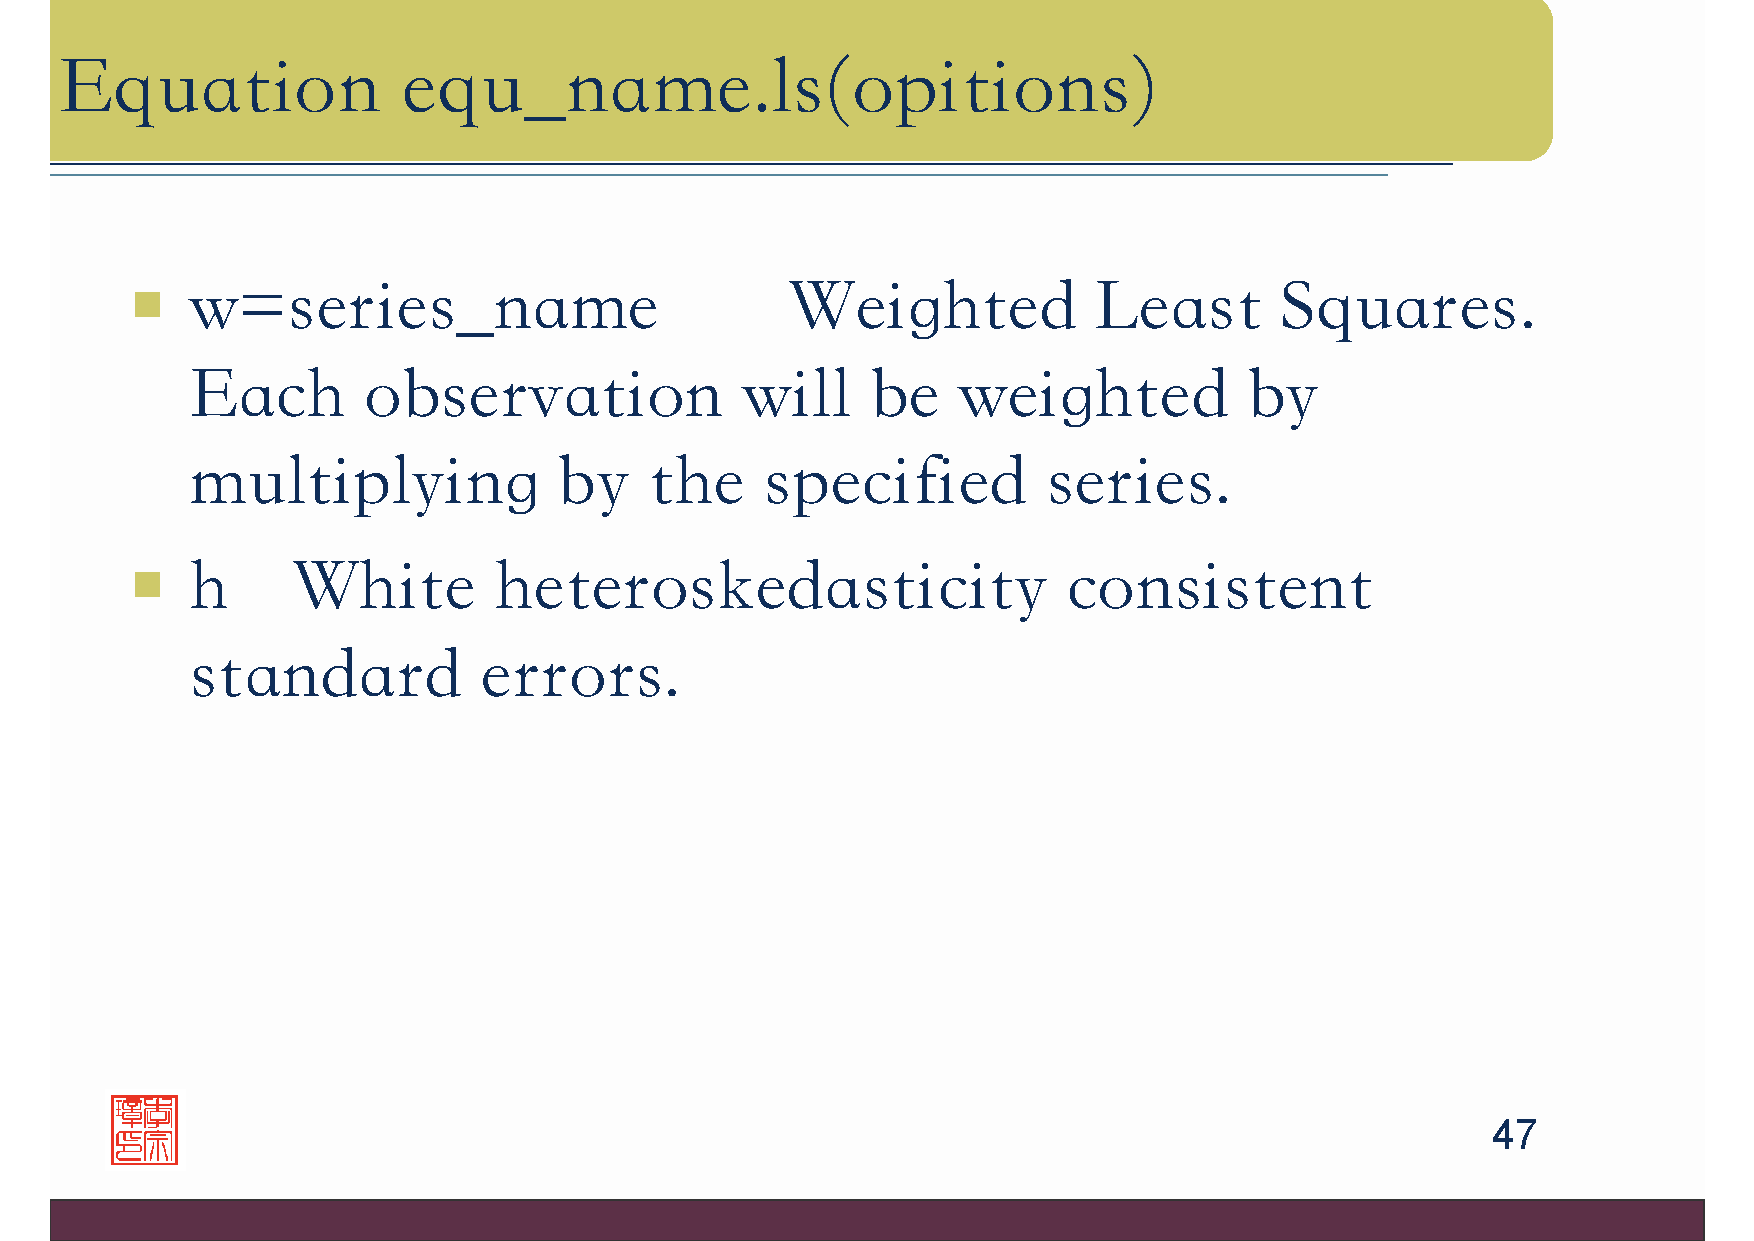 Equation equ_name.ls(opitions)
w=series_name Weighted Least Squares.
Each observation will be weighted by
multiplying by the specified series.
h White heteroskedasticity consistent
standard errors.
47